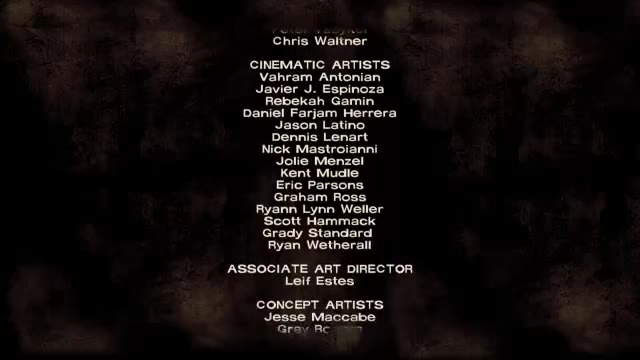 Chris Waltner
CINEMATIC ARTISTS
Vahram Antonian
Javier J. Espinoza
Rebekah Gamin
Daniel Farjam Herrera
Jason Latino
Dennis Lenart
Nick Mastroianni
Jolie Menzel
Kent Mudle
Eric Parsons
Graham Ross
Ryann Lynn Weller
Scott Hammack
Grady Standard
Ryan Wetherall
ASSOCIATE ART DIRECTOR
Leif Estes
CONCEPT ARTISTS
Jesse Maccabe